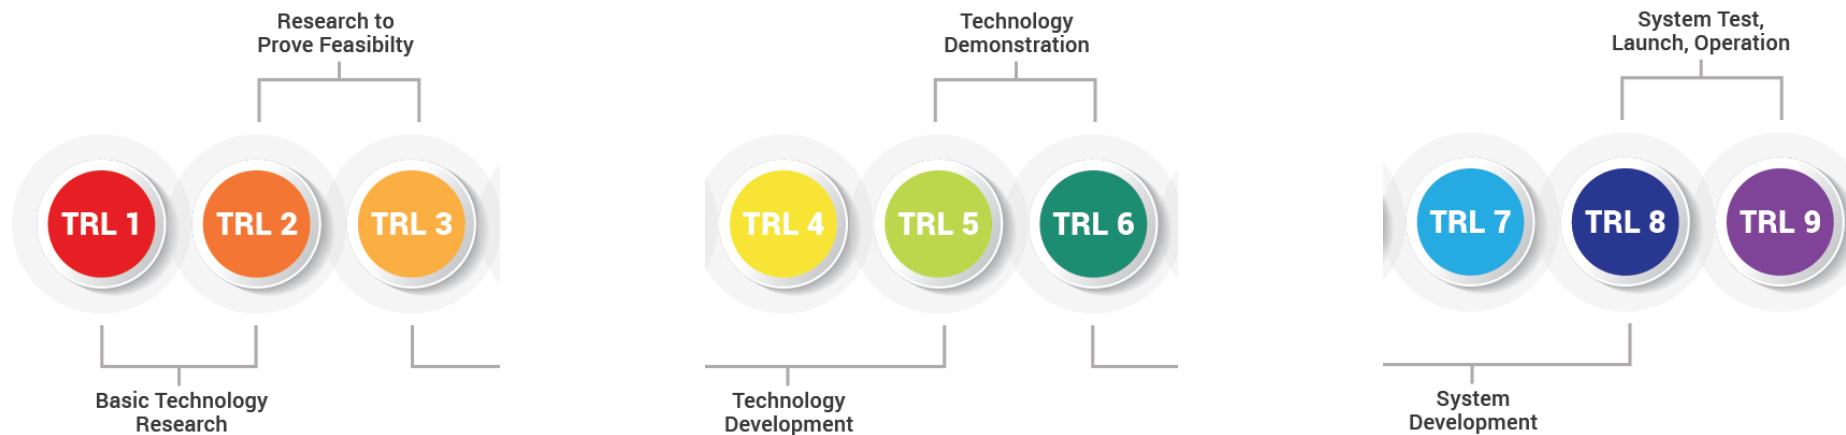 Research to
Prove Feasibilty
Technology
Demonstration
System Test,
Launch, Operation
TRL 1
TRL 2
TRL 3
TRL 4
TRL 5
TRL 6
TRL 7
TRL 8
TRL 9
Basic Technology
Research
Technology
Development
System
Development